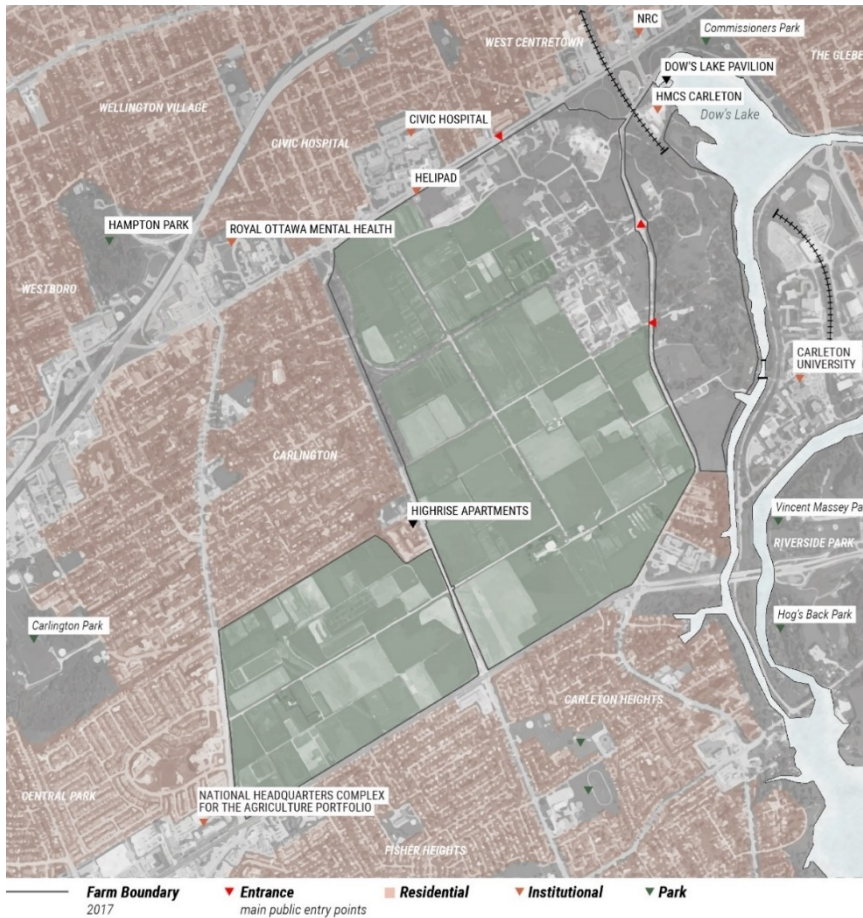 NRC
Commissioners Park
WEST CENTRETOWN
THE GLEBE
DOW'S LAKE PAVILION
WELLINGTON VILLAGE
HMCS CARLETON
Dow's Lake
CIVIC HOSPITAL
CIVIC HOSPITAL
HELIPAD
HAMPTON PARK
ROYAL OTTAWA MENTAL HEALTH
WESTBORO
CARLETON
UNIVERSITY
CARLINGTON
HIGHRISE APARTMENTS
Vincent Massey Pa
RIVERSIDE PARK
Carlington Park
Hog's Back Park
CARLETON HEIGHTS
CENTRAL PARK
NATIONAL HEADQUARTERS COMPLEX
FOR THE AGRICULTURE PORTFOLIO
FISHER HEIGHTS
Farm Boundary
2017
Entrance
main public entry points
Residential
Institutional
Park